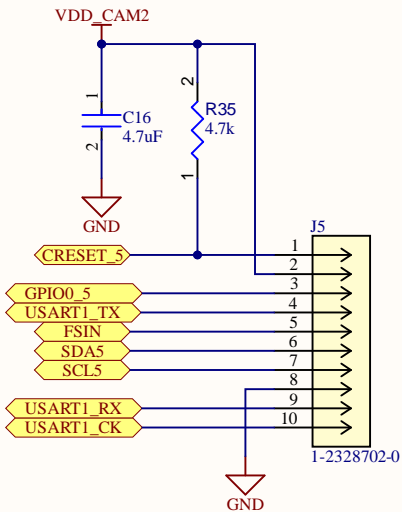 VDD_CAM2
1
C16
4.7uF
2
2
R35
4.7k
1
GND
J5
CRESET_5 1
2
GPIO0_5 3
USART1_TX 4
FSIN 5
SDA5 6
SCL5 7
8
USART1_RX 9
USART1_CK 10
1-2328702-0
GND